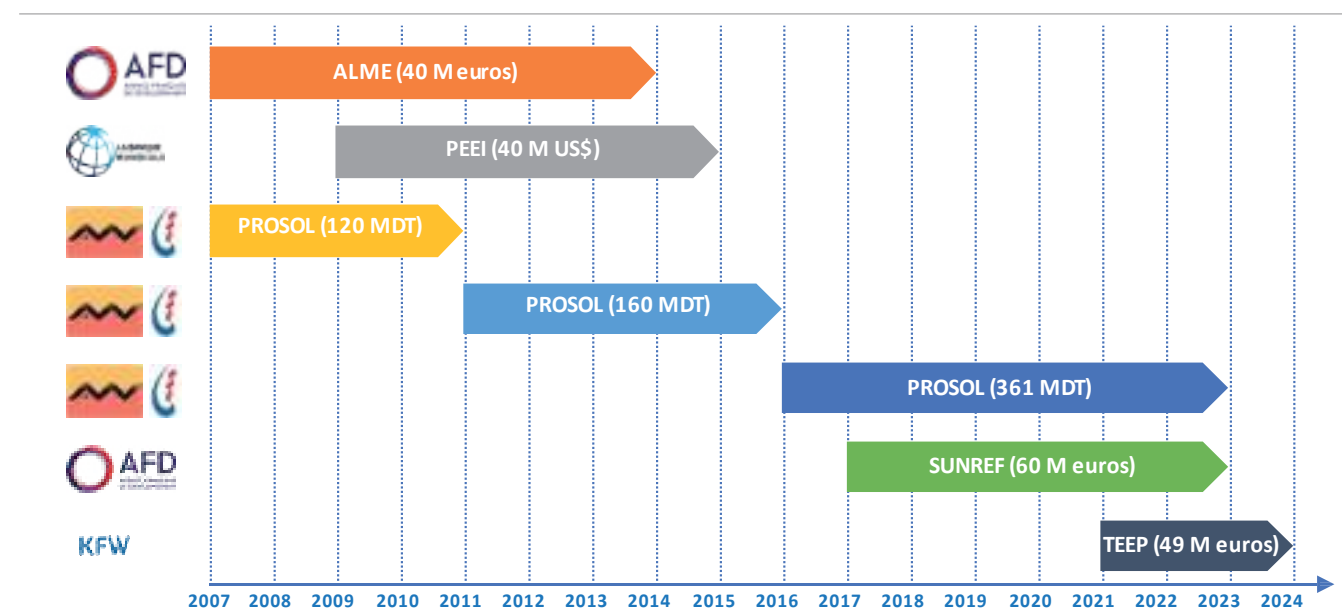 AFD
ALME (40 M euros)
PEEI (40 M US$)
PROSOL (120 MDT)
PROSOL (160 MDT)
PROSOL (361 MDT)
AFD
SUNREF (60 M euros)
KFW
TEEP (49 M euros)
2007 2008 2009 2010 2011 2012 2013 2014 2015 2016 2017 2018 2019 2020 2021 2022 2023 2024